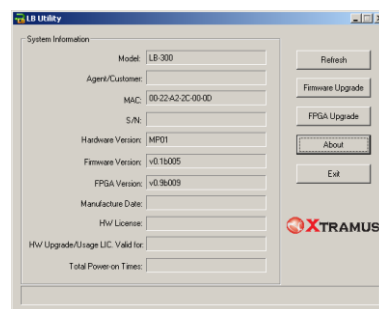 LB Utility
System Information
Model: LB-300
Agent/Customer:
MAC: 00-22-A2-2C-00-0D
S/N:
Hardware Version: MP01
Firmware Version: v0.1b005
FPGA Version: v0.9b009
Manufacture Date:
HW License:
HW Upgrade/Usage LIC. Valid for:
Total Power-on Times:
Refresh
Firmware Upgrade
FPGA Upgrade
About
Exit
XTRAMUS